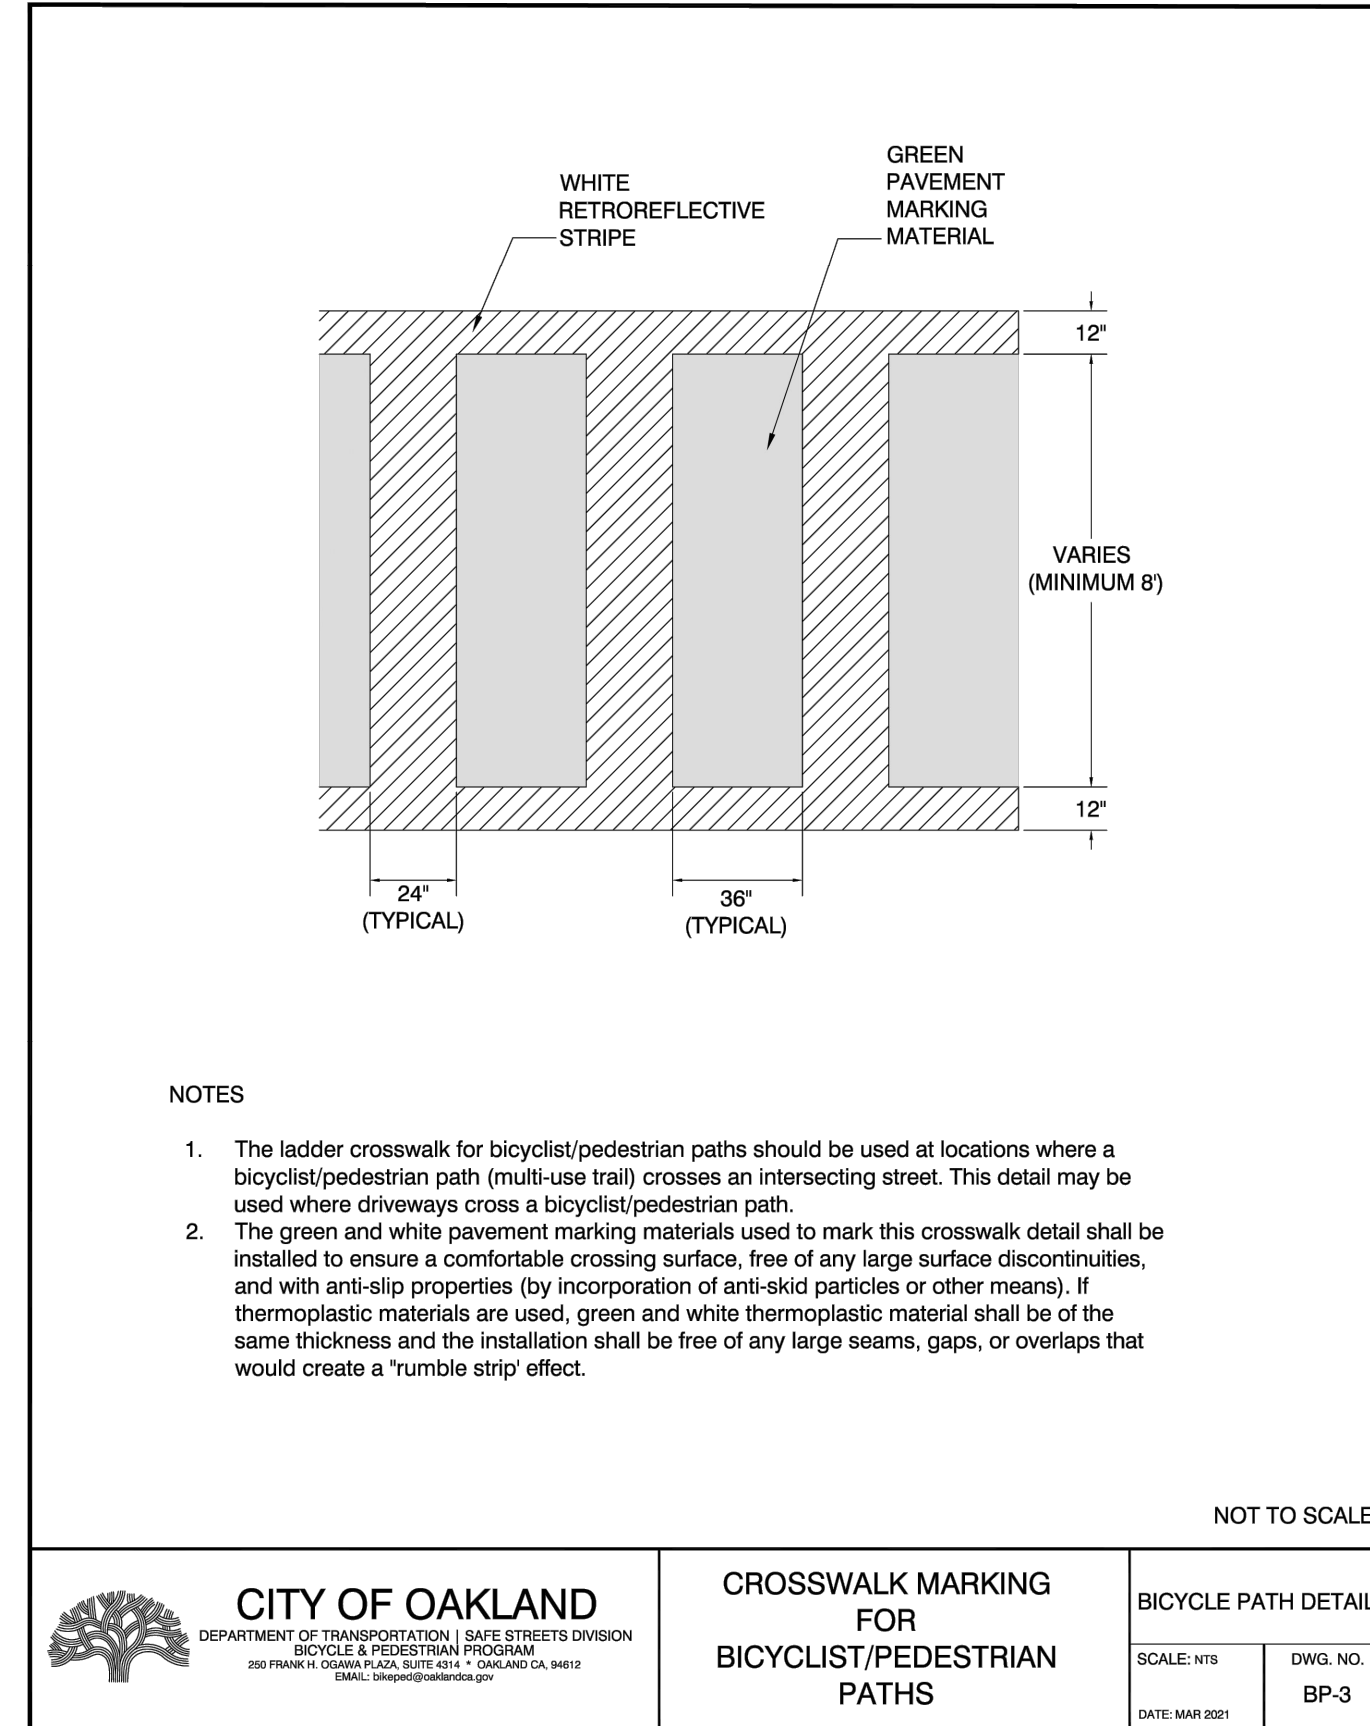 WHITE
RETROREFLECTIVE
STRIPE
GREEN
PAVEMENT
MARKING
MATERIAL
12"
VARIES
(MINIMUM 8')
12"
24"
(TYPICAL)
36"
(TYPICAL)
NOTES
1. The ladder crosswalk for bicyclist/pedestrian paths should be used at locations where a
bicyclist/pedestrian path (multi-use trail) crosses an intersecting street. This detail may be
used where driveways cross a bicyclist/pedestrian path.
2. The green and white pavement marking materials used to mark this crosswalk detail shall be
installed to ensure a comfortable crossing surface, free of any large surface discontinuities,
and with anti-slip properties (by incorporation of anti-skid particles or other means). If
thermoplastic materials are used, green and white thermoplastic material shall be of the
same thickness and the installation shall be free of any large seams, gaps, or overlaps that
would create a "rumble strip' effect.
NOT TO SCALE
CITY OF OAKLAND
DEPARTMENT OF TRANSPORTATION | SAFE STREETS DIVISION
BICYCLE & PEDESTRIAN PROGRAM
250 FRANK H. OGAWA PLAZA, SUITE 4314 * OAKLAND CA, 94612
EMAIL: bikeped@oaklandca.gov
CROSSWALK MARKING
FOR
BICYCLIST/PEDESTRIAN
PATHS
BICYCLE PATH DETAIL
SCALE: NTS
DATE: MAR 2021
DWG. NO.
BP-3